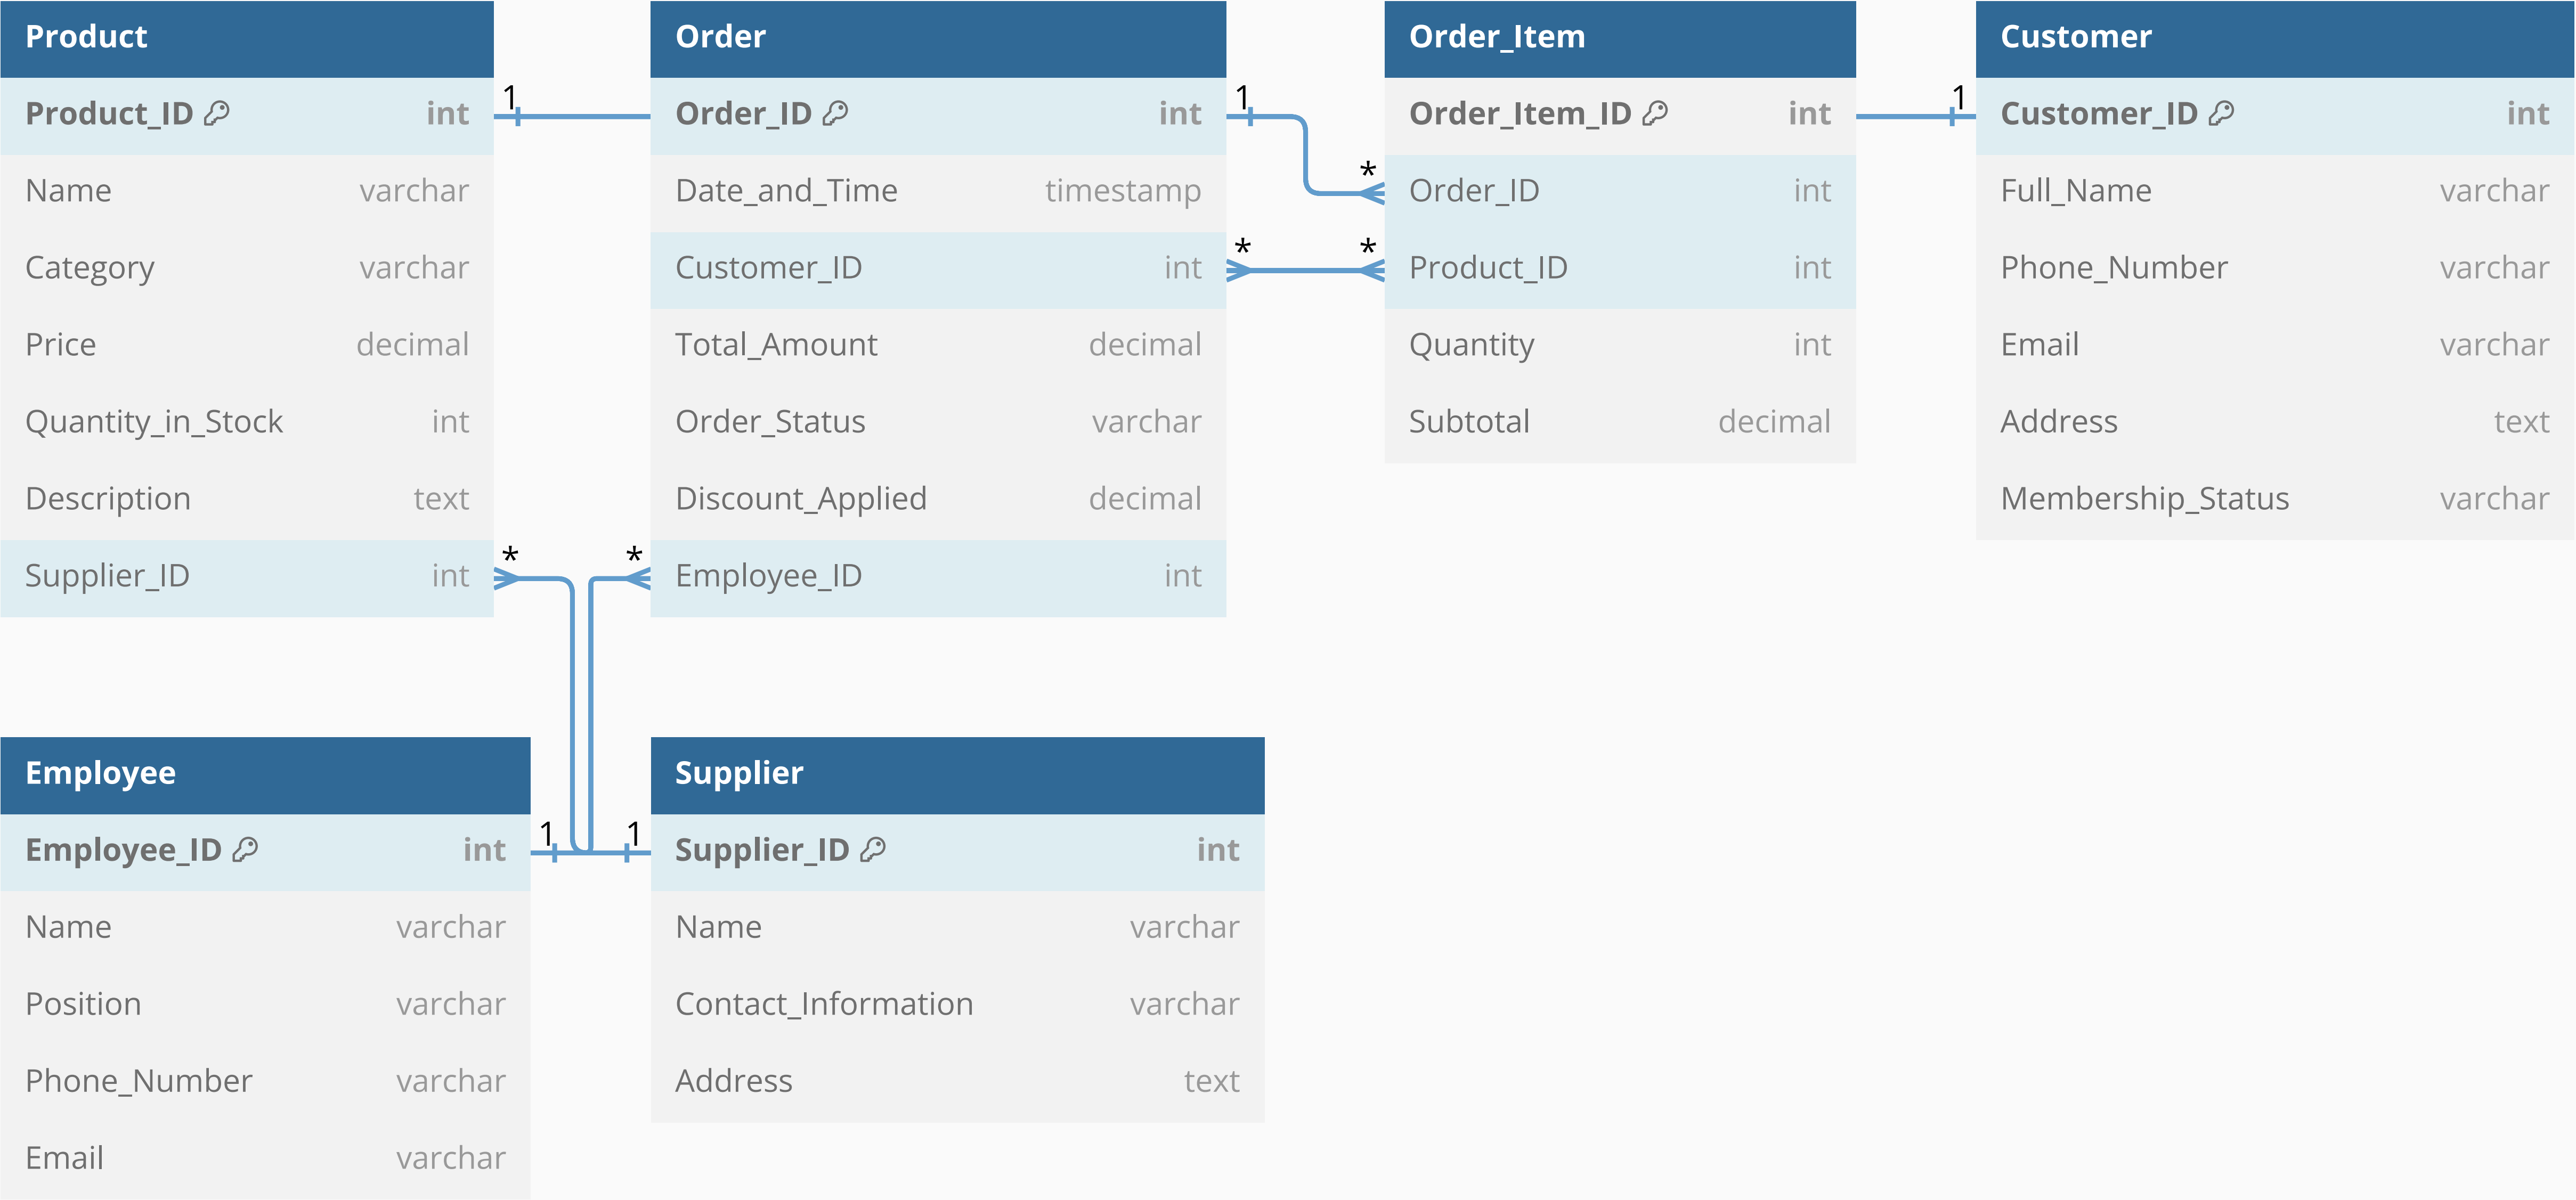 Product
Product_ID int
Name varchar
Category varchar
Price decimal
Quantity_in_Stock int
Description text
Supplier_ID int
1
*
Order
Order_ID int
Date_and_Time timestamp
Customer_ID int
Total_Amount decimal
Order_Status varchar
Discount_Applied decimal
Employee_ID int
*
1
*
*
*
Order_Item
Order_Item_ID int
Order_ID int
Product_ID int
Quantity int
Subtotal decimal
1
Customer
Customer_ID int
Full_Name varchar
Phone_Number varchar
Email varchar
Address text
Membership_Status varchar
Employee
Employee_ID int
Name varchar
Position varchar
Phone_Number varchar
Email varchar
1
1
Supplier
Supplier_ID int
Name varchar
Contact_Information varchar
Address text